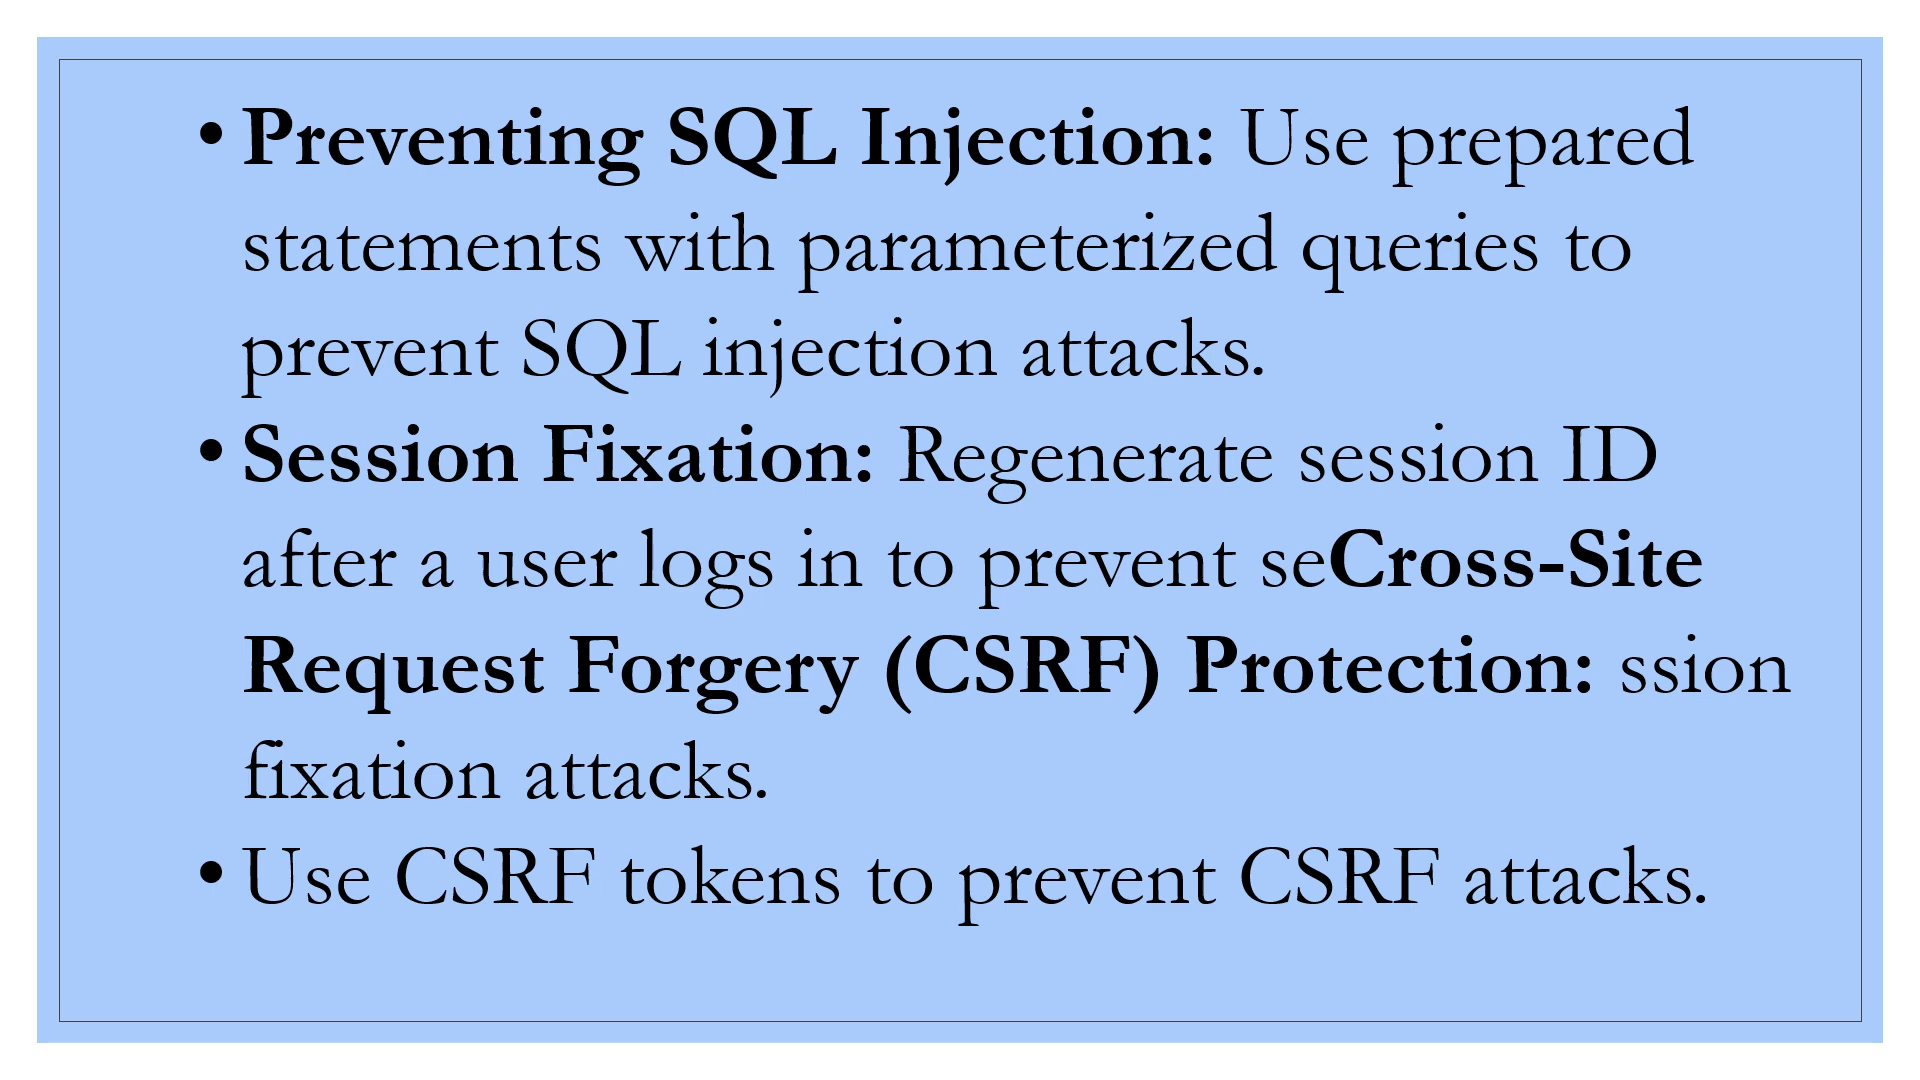 • Preventing SQL Injection: Use prepared
statements with parameterized queries to
prevent SQL injection attacks.
• Session Fixation: Regenerate session ID
after a user logs in to prevent seCross-Site
Request Forgery (CSRF) Protection: ssion
fixation attacks.
• Use CSRF tokens to prevent CSRF attacks.